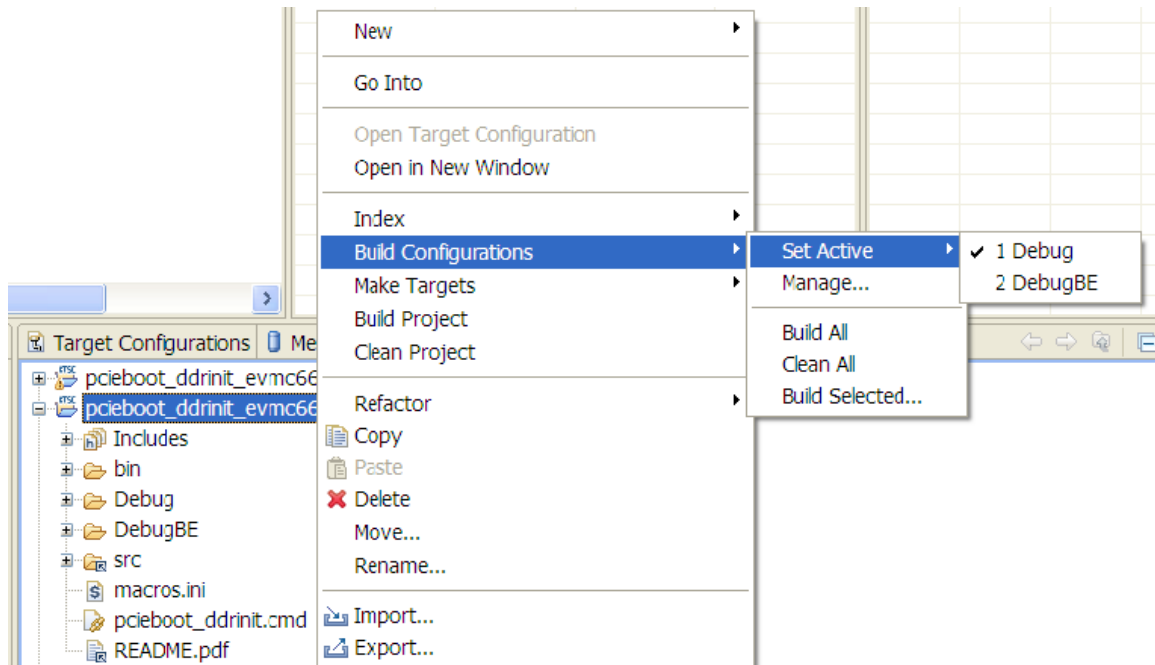 New
Go Into
Open Target Configuration
Open in New Window
Index
Build Configurations
Make Targets
Build Project
Clean Project
Refactor
Copy
Paste
Delete
Move...
Rename...
Import...
Export...
Set Active
Manage...
Build All
Clean All
Build Selected...
1 Debug
2 DebugBE
Target Configurations
Me
pcieboot_ddrinit_evmc66
pcieboot_ddrinit_evmc66
Includes
bin
Debug
DebugBE
src
macros.ini
pcieboot_ddrinit.cmd
README.pdf